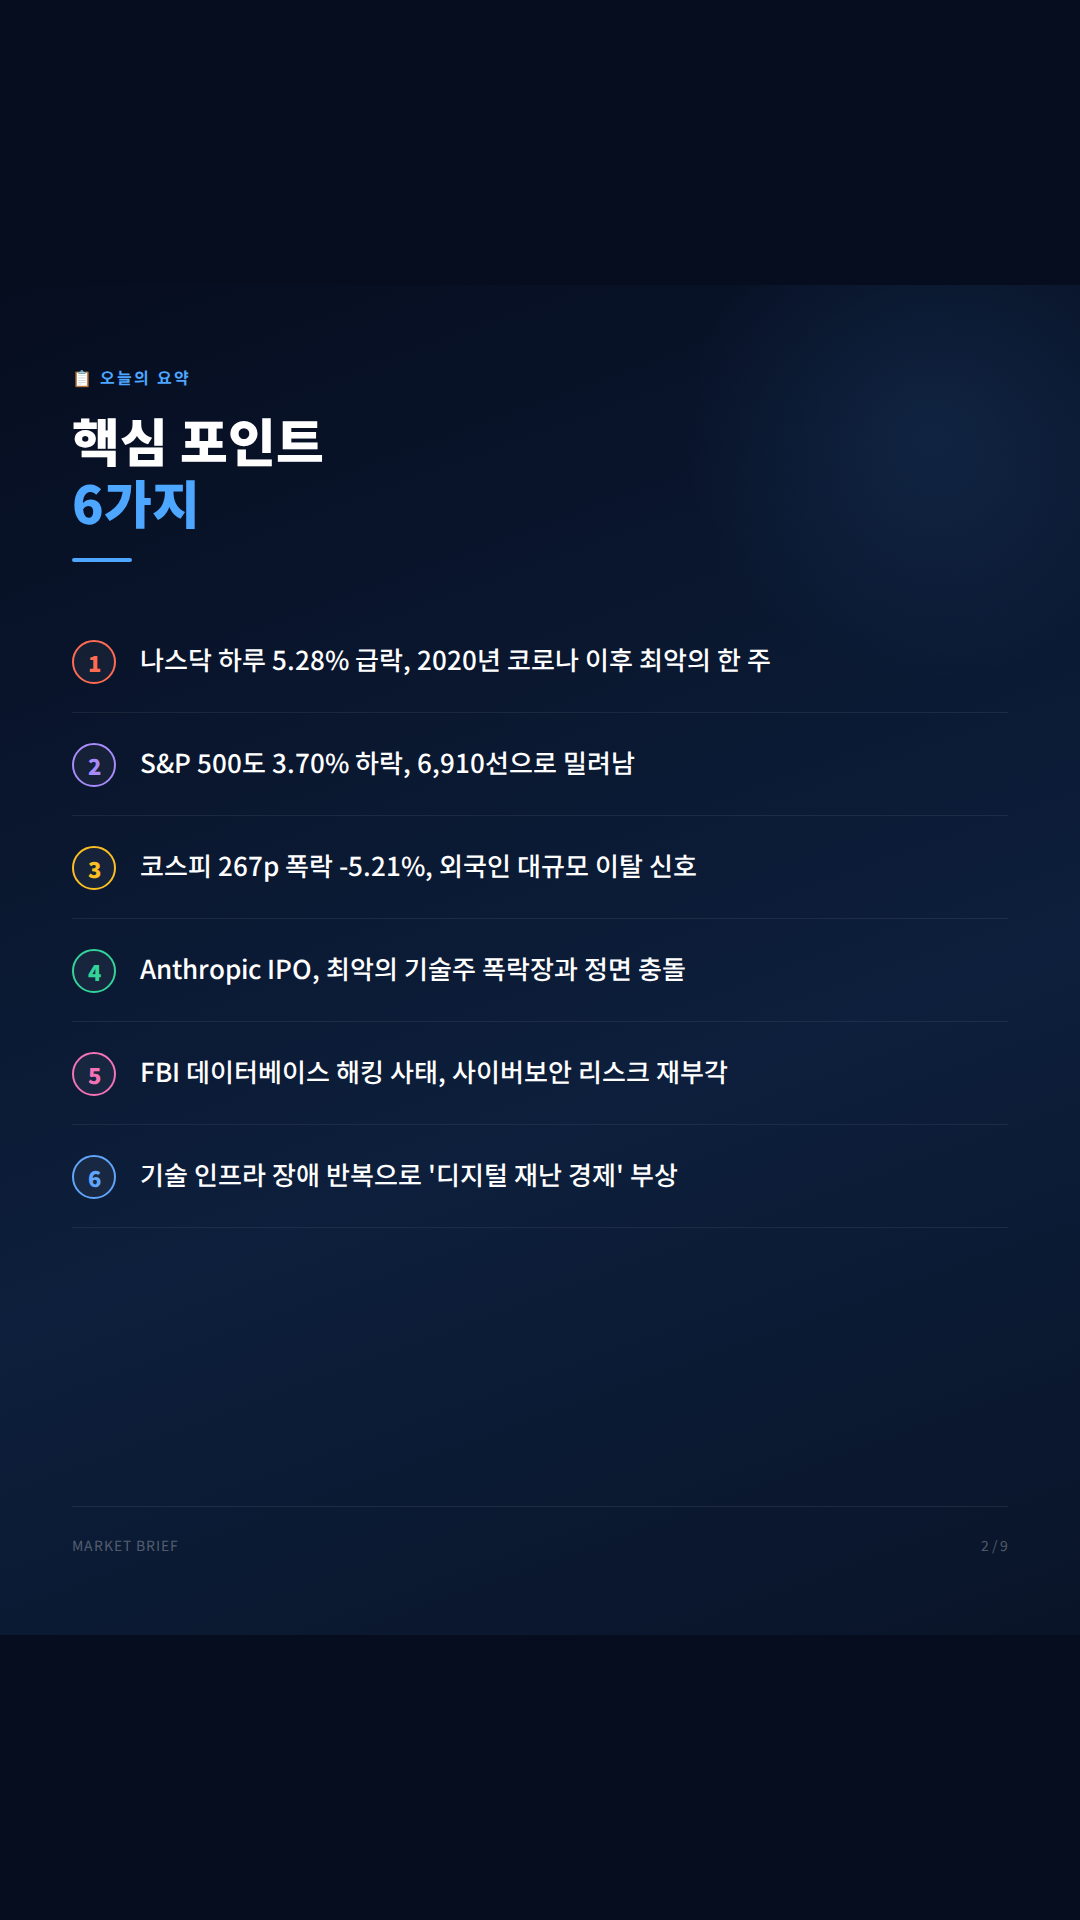 📋 오늘의 요약
핵심 포인트
6가지
1 나스닥 하루 5.28% 급락, 2020년 코로나 이후 최악의 한 주
2 S&P 500도 3.70% 하락, 6,910선으로 밀려남
3 코스피 267p 폭락 -5.21%, 외국인 대규모 이탈 신호
4 Anthropic IPO, 최악의 기술주 폭락장과 정면 충돌
5 FBI 데이터베이스 해킹 사태, 사이버보안 리스크 재부각
6 기술 인프라 장애 반복으로 '디지털 재난 경제' 부상
MARKET BRIEF
2 / 9